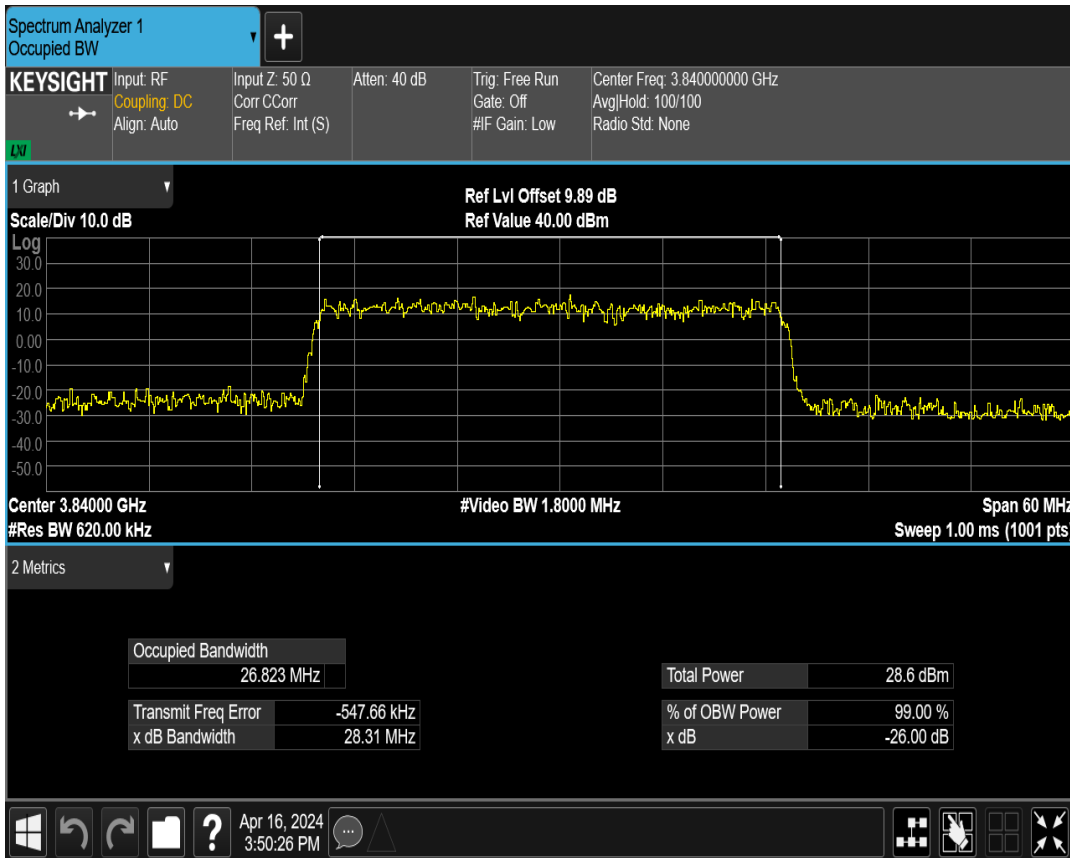 Spectrum Analyzer 1
Occupied BW
+
KEYSIGHT
LXI
Input: RF
Coupling: DC
Align: Auto
Input Z: 50 Ω
Corr CCorr
Freq Ref: Int (S)
Atten: 40 dB
Trig: Free Run
Gate: Off
#IF Gain: Low
Center Freq: 3.840000000 GHz
Avg|Hold: 100/100
Radio Std: None
1 Graph
Scale/Div 10.0 dB
Ref Lvl Offset 9.89 dB
Ref Value 40.00 dBm
Log
30.0
20.0
10.0
0.00
-10.0
-20.0
-30.0
-40.0
-50.0
Center 3.84000 GHz
#Res BW 620.00 kHz
#Video BW 1.8000 MHz
Span 60 MHz
Sweep 1.00 ms (1001 pts)
2 Metrics
Occupied Bandwidth
26.823 MHz
Transmit Freq Error -547.66 kHz
x dB Bandwidth 28.31 MHz
Total Power 28.6 dBm
% of OBW Power 99.00 %
x dB -26.00 dB
?
Apr 16, 2024
3:50:26 PM